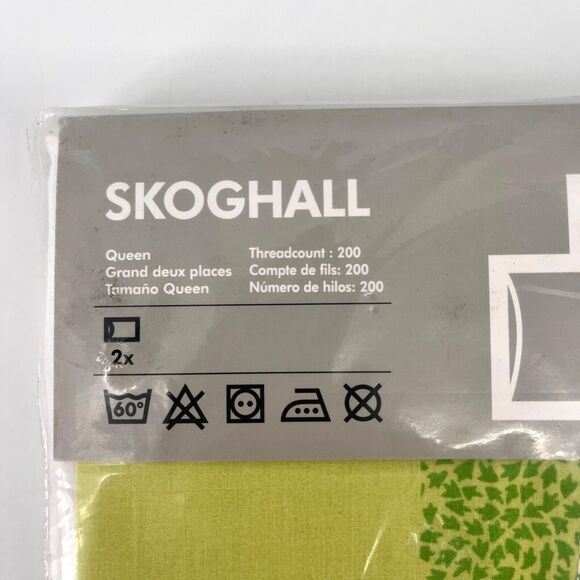 SKOGHALL
Queen
Grand deux places
Tamaño Queen
Threadcount : 200
Compte de fils: 200
Número de hilos: 200
2x
60°